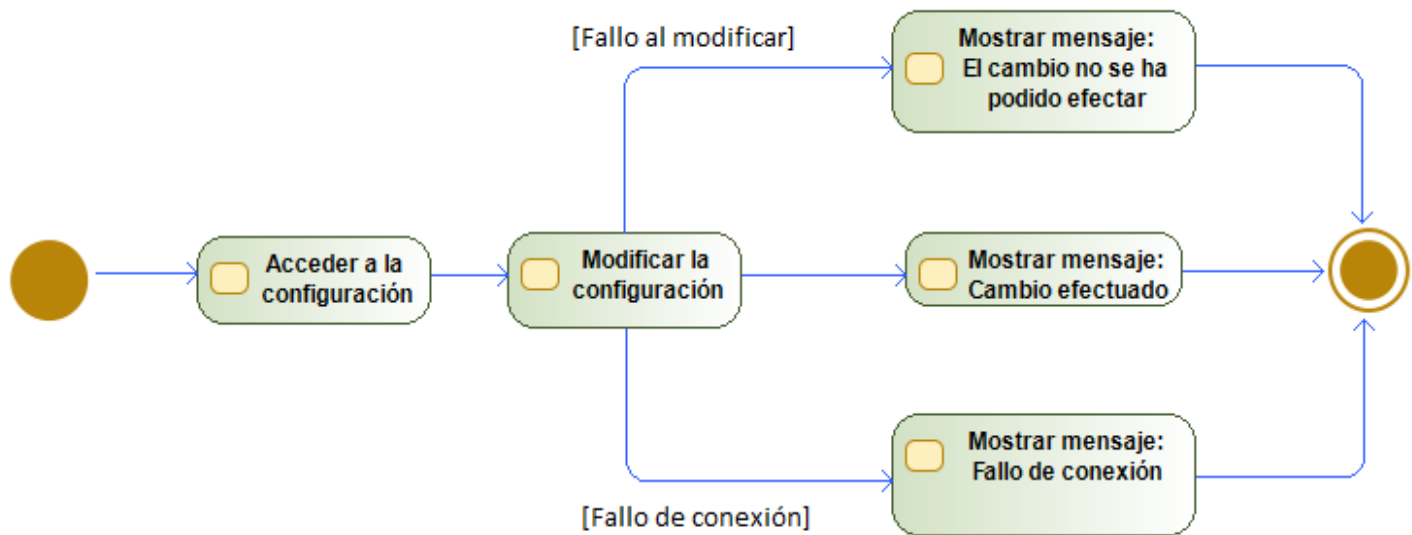 [Fallo al modificar]
Mostrar mensaje:
El cambio no se ha
podido efectar
Acceder a la
configuración
Modificar la
configuración
Mostrar mensaje:
Cambio efectuado
Mostrar mensaje:
Fallo de conexión
[Fallo de conexión]